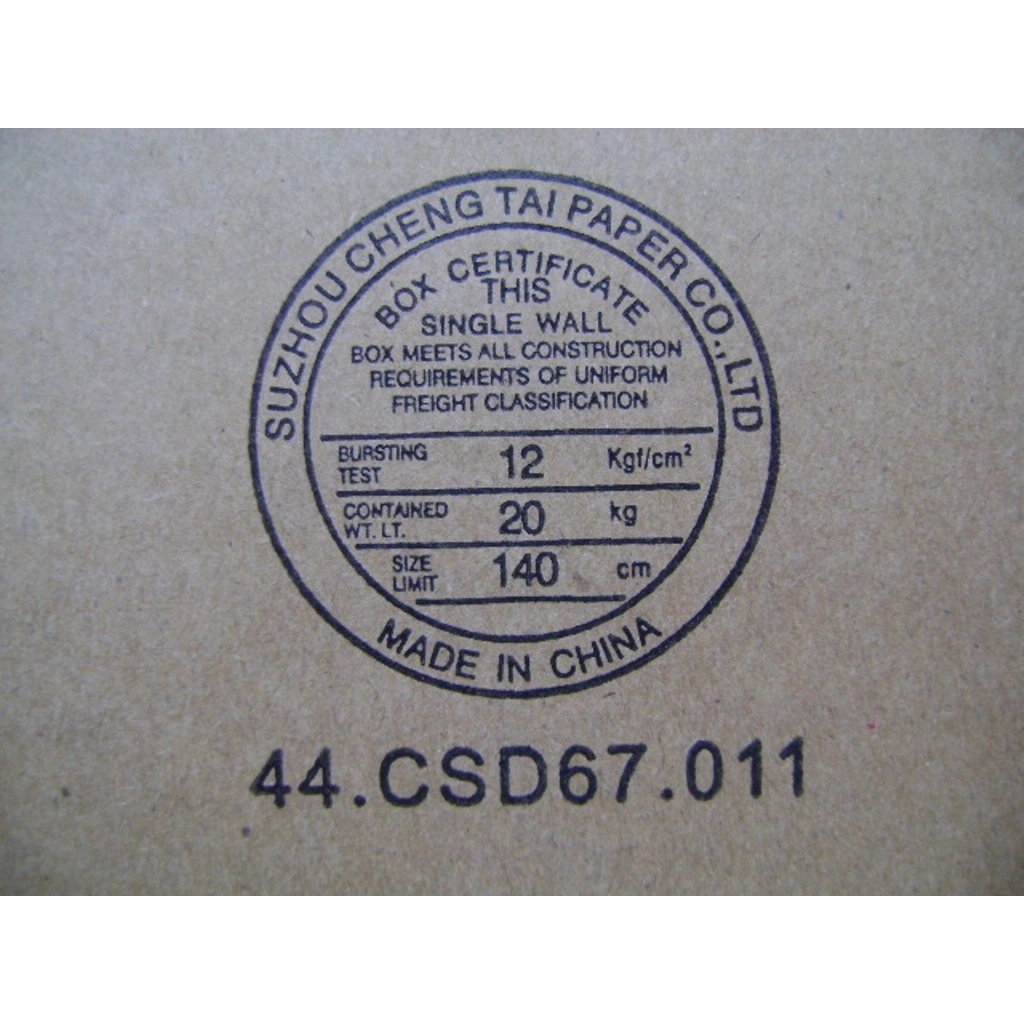 SUZHOU CHENG TAI PAPER CO.,LTD
BOX CERTIFICATE
THIS
SINGLE WALL
BOX MEETS ALL CONSTRUCTION
REQUIREMENTS OF UNIFORM
FREIGHT CLASSIFICATION
BURSTING TEST 12 Kgf/cm²
CONTAINED WT. LT. 20 kg
SIZE LIMIT 140 cm
MADE IN CHINA
44.CSD67.011